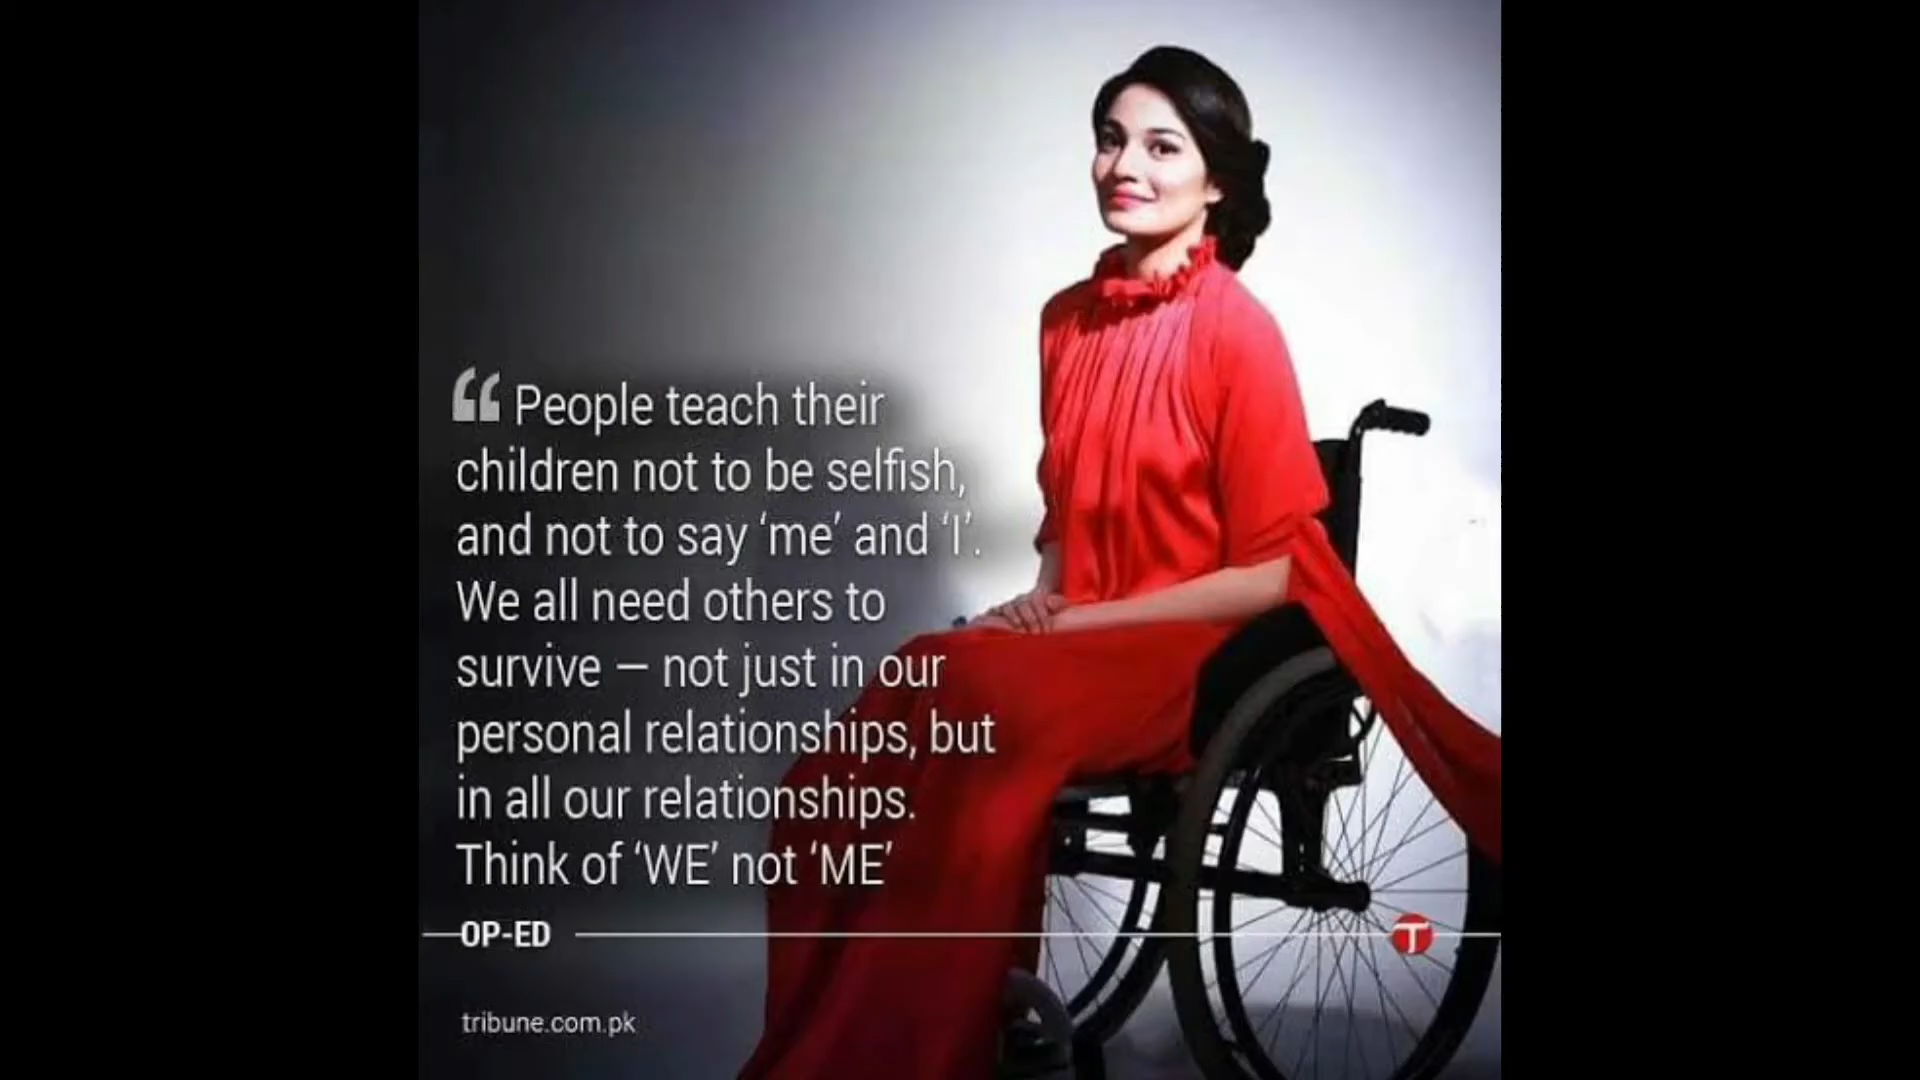 “ People teach their
children not to be selfish,
and not to say ‘me’ and ‘I’.
We all need others to
survive — not just in our
personal relationships, but
in all our relationships.
Think of ‘WE’ not ‘ME’
OP-ED
T
tribune.com.pk